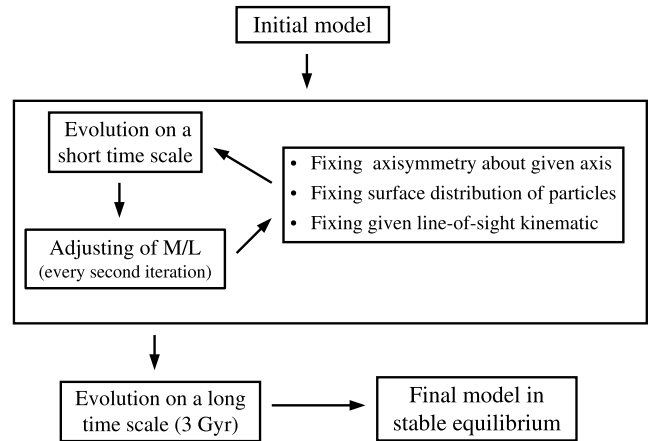 Initial model
Evolution on a
short time scale
• Fixing axisymmetry about given axis
• Fixing surface distribution of particles
• Fixing given line-of-sight kinematic
Adjusting of M/L
(every second iteration)
Evolution on a long
time scale (3 Gyr)
Final model in
stable equilibrium